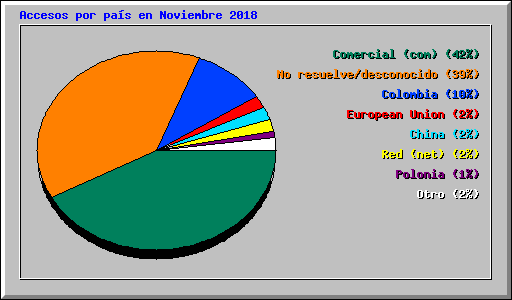 Accesos por país en Noviembre 2018
Comercial (com) (42%)
No resuelve/desconocido (39%)
Colombia (10%)
European Union (2%)
China (2%)
Red (net) (2%)
Polonia (1%)
Otro (2%)